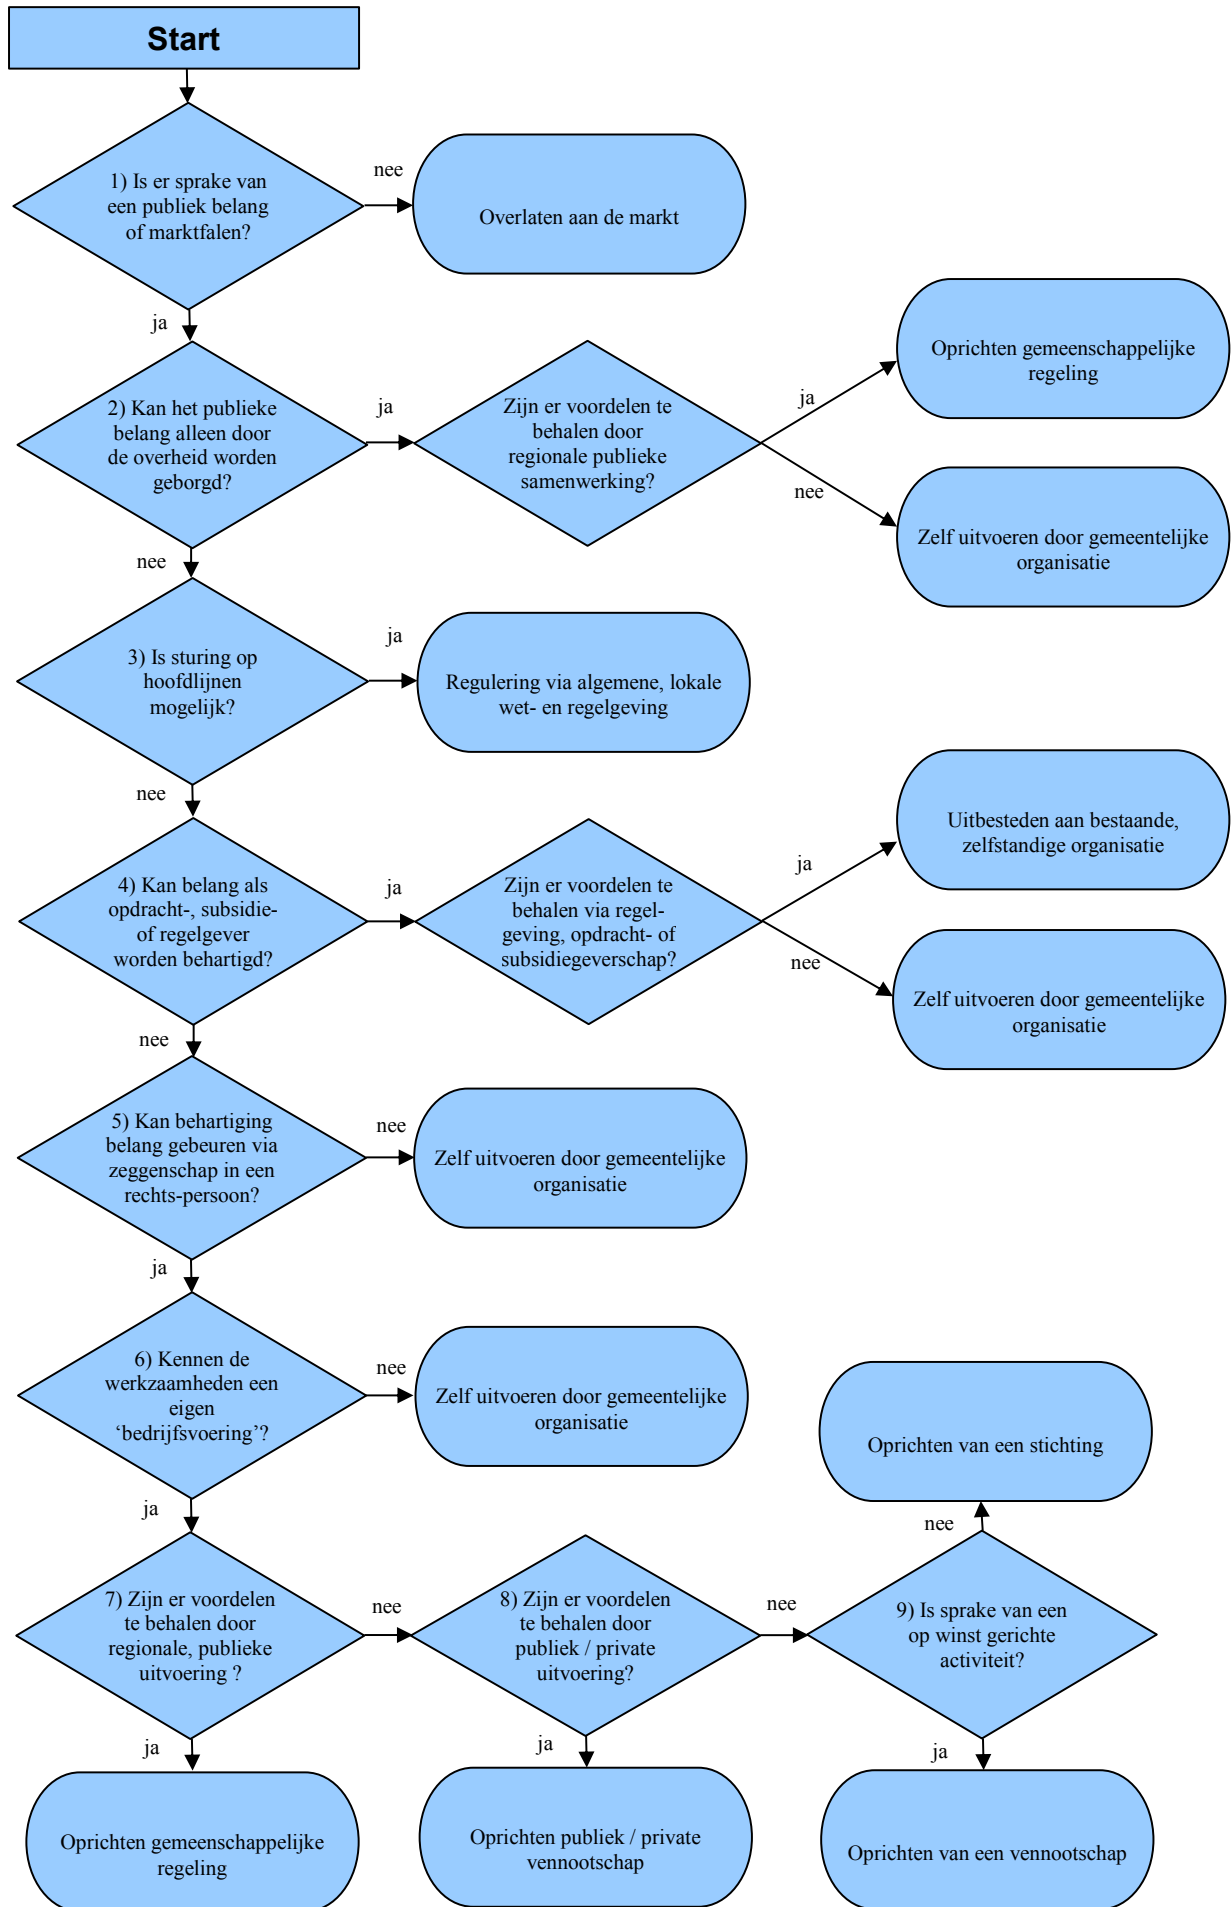 Start
1) Is er sprake van
een publiek belang
of marktfalen?
nee
Overlaten aan de markt
ja
2) Kan het publieke
belang alleen door
de overheid worden
geborgd?
ja
Zijn er voordelen te
behalen door
regionale publieke
samenwerking?
ja
Oprichten gemeenschappelijke
regeling
nee
Zelf uitvoeren door gemeentelijke
organisatie
nee
3) Is sturing op
hoofdlijnen
mogelijk?
ja
Regulering via algemene, lokale
wet- en regelgeving
nee
4) Kan belang als
opdracht-, subsidie-
of regelgever
worden behartigd?
ja
Zijn er voordelen te
behalen via regel-
geving, opdracht- of
subsidiegeverschap?
ja
Uitbesteden aan bestaande,
zelfstandige organisatie
nee
Zelf uitvoeren door gemeentelijke
organisatie
nee
5) Kan behartiging
belang gebeuren via
zeggenschap in een
rechts-persoon?
nee
Zelf uitvoeren door gemeentelijke
organisatie
ja
6) Kennen de
werkzaamheden een
eigen
‘bedrijfsvoering’?
nee
Zelf uitvoeren door gemeentelijke
organisatie
ja
7) Zijn er voordelen
te behalen door
regionale, publieke
uitvoering ?
nee
8) Zijn er voordelen
te behalen door
publiek / private
uitvoering?
nee
9) Is sprake van een
op winst gerichte
activiteit?
nee
Oprichten van een stichting
ja
Oprichten gemeenschappelijke
regeling
ja
Oprichten publiek / private
vennootschap
ja
Oprichten van een vennootschap